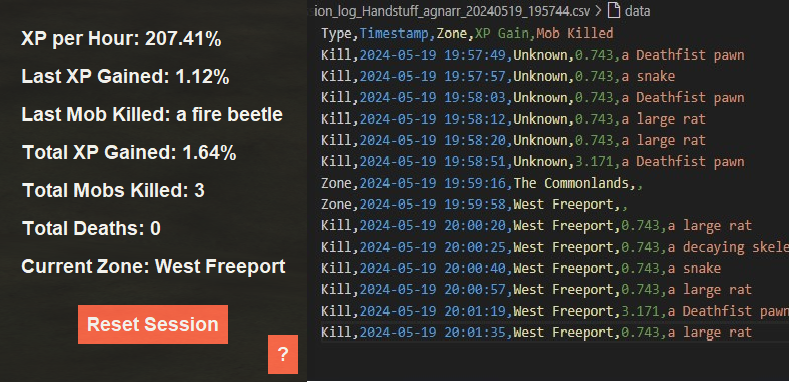 XP per Hour: 207.41%
Last XP Gained: 1.12%
Last Mob Killed: a fire beetle
Total XP Gained: 1.64%
Total Mobs Killed: 3
Total Deaths: 0
Current Zone: West Freeport
Reset Session
?
ion_log_Handstuff_agnarr_20240519_195744.csv > data
Type,Timestamp,Zone,XP Gain,Mob Killed
Kill,2024-05-19 19:57:49,Unknown,0.743,a Deathfist pawn
Kill,2024-05-19 19:57:57,Unknown,0.743,a snake
Kill,2024-05-19 19:58:03,Unknown,0.743,a Deathfist pawn
Kill,2024-05-19 19:58:12,Unknown,0.743,a large rat
Kill,2024-05-19 19:58:20,Unknown,0.743,a large rat
Kill,2024-05-19 19:58:51,Unknown,3.171,a Deathfist pawn
Zone,2024-05-19 19:59:16,The Commonlands,,
Zone,2024-05-19 19:59:58,West Freeport,,
Kill,2024-05-19 20:00:20,West Freeport,0.743,a large rat
Kill,2024-05-19 20:00:25,West Freeport,0.743,a decaying skele
Kill,2024-05-19 20:00:40,West Freeport,0.743,a snake
Kill,2024-05-19 20:00:57,West Freeport,0.743,a large rat
Kill,2024-05-19 20:01:19,West Freeport,3.171,a Deathfist pawn
Kill,2024-05-19 20:01:35,West Freeport,0.743,a large rat